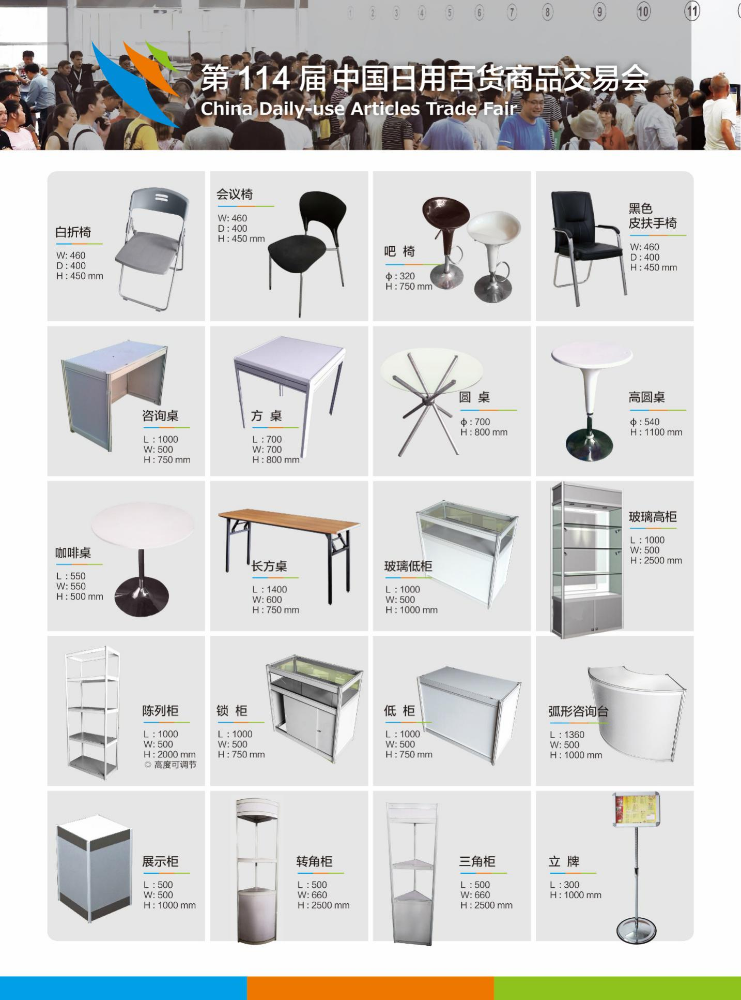 1 2 3 4 5 6 7 8 9 10 11
第 114 届 中国日用百货商品交易会
China Daily-use Articles Trade Fair
白折椅
W: 460
D : 400
H : 450 mm
会议椅
W: 460
D : 400
H : 450 mm
吧 椅
ф : 320
H : 750 mm
黑色
皮扶手椅
W: 460
D : 400
H : 450 mm
咨询桌
L : 1000
W: 500
H : 750 mm
方 桌
L : 700
W: 700
H : 800 mm
圆 桌
ф : 700
H : 800 mm
高圆桌
ф : 540
H : 1100 mm
咖啡桌
L : 550
W: 550
H : 500 mm
长方桌
L : 1400
W: 600
H : 750 mm
玻璃低柜
L : 1000
W: 500
H : 1000 mm
玻璃高柜
L : 1000
W: 500
H : 2500 mm
陈列柜
L : 1000
W: 500
H : 2000 mm
◎ 高度可调节
锁 柜
L : 1000
W: 500
H : 750 mm
低 柜
L : 1000
W: 500
H : 750 mm
弧形咨询台
L : 1360
W: 500
H : 1000 mm
展示柜
L : 500
W: 500
H : 1000 mm
转角柜
L : 500
W: 660
H : 2500 mm
三角柜
L : 500
W: 660
H : 2500 mm
立 牌
L : 300
H : 1000 mm